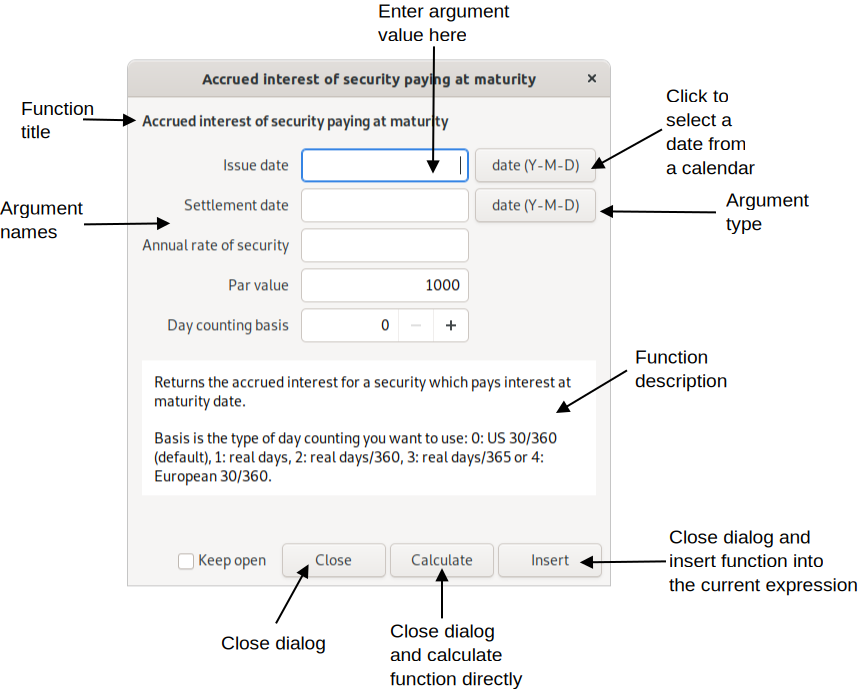 Enter argument
value here
Accrued interest of security paying at maturity
×
Function
title
Accrued interest of security paying at maturity
Click to
select a
date from
a calendar
Issue date
date (Y-M-D)
Argument
names
Settlement date
date (Y-M-D)
Argument
type
Annual rate of security
Par value
1000
Day counting basis
0
−
+
Function
description
Returns the accrued interest for a security which pays interest at
maturity date.
Basis is the type of day counting you want to use: 0: US 30/360
(default), 1: real days, 2: real days/360, 3: real days/365 or 4:
European 30/360.
Keep open
Close
Calculate
Insert
Close dialog and
insert function into
the current expression
Close dialog
Close dialog
and calculate
function directly